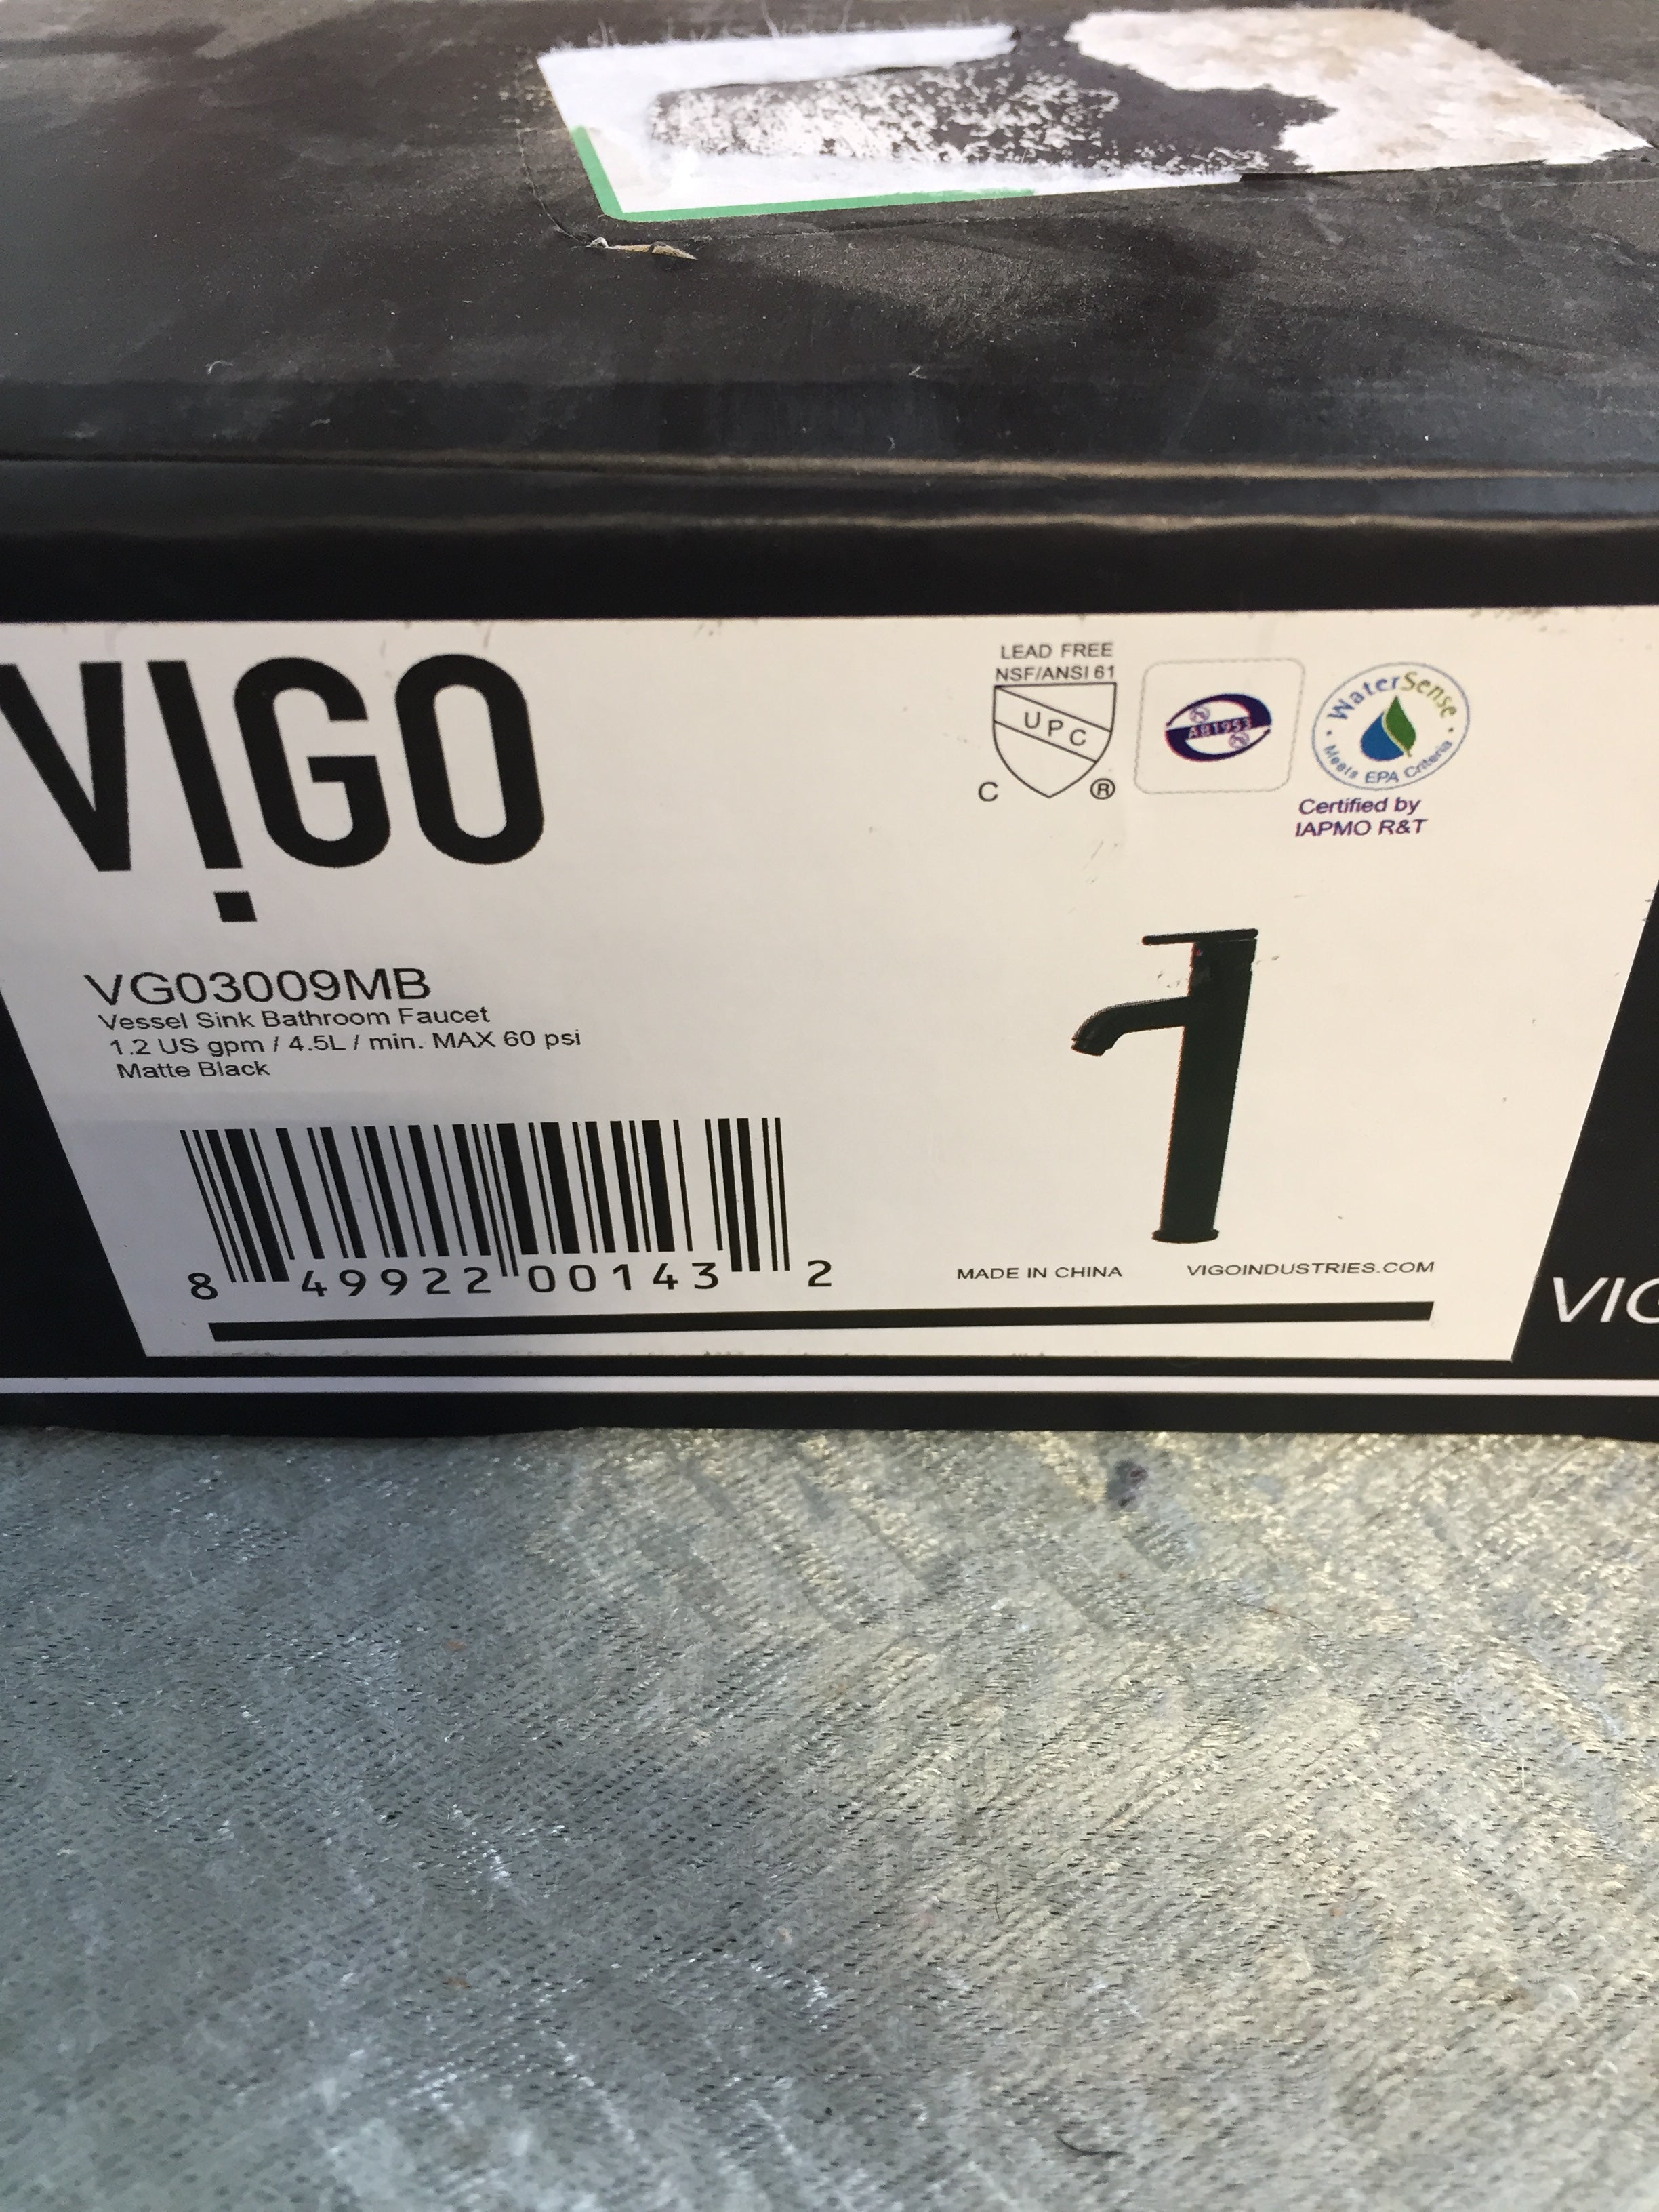 VIGO
LEAD FREE
NSF/ANSI 61
UPC
C ®
AB1953
WaterSense
Meets EPA Criteria
Certified by
IAPMO R&T
VG03009MB
Vessel Sink Bathroom Faucet
1.2 US gpm / 4.5L / min. MAX 60 psi
Matte Black
8 49922 00143 2
MADE IN CHINA
VIGOINDUSTRIES.COM
VIG